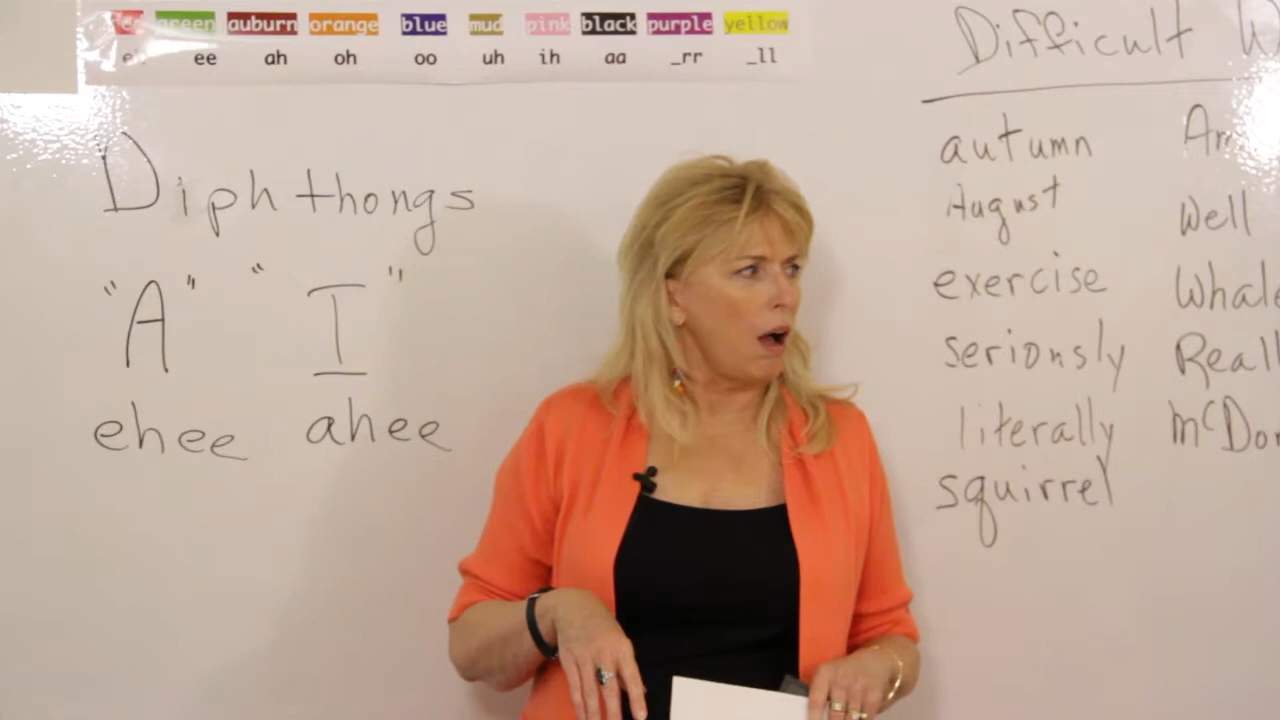 red green auburn orange blue mud pink black purple yellow
ee ah oh oo uh ih aa _rr _ll
Difficult
Diphthongs
"A" "I"
ehee ahee
autumn
August
exercise
seriously
literally
squirrel
Well